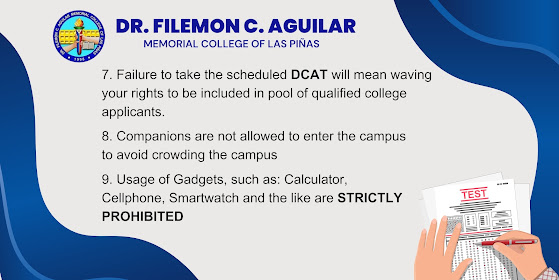 DR. FILEMON C. AGUILAR
MEMORIAL COLLEGE OF LAS PIÑAS
7. Failure to take the scheduled DCAT will mean waving
your rights to be included in pool of qualified college
applicants.
8. Companions are not allowed to enter the campus
to avoid crowding the campus
9. Usage of Gadgets, such as: Calculator,
Cellphone, Smartwatch and the like are STRICTLY
PROHIBITED
TEST